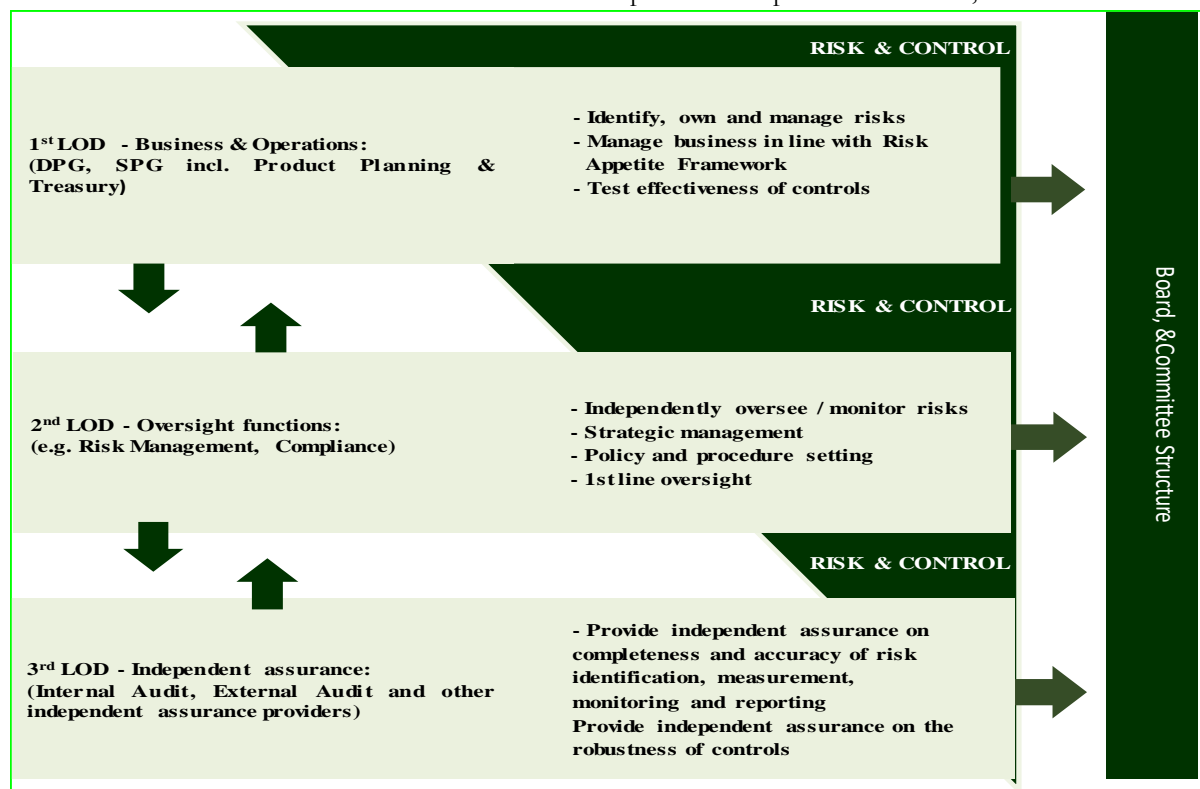 RISK & CONTROL
1st LOD - Business & Operations:
(DPG, SPG incl. Product Planning &
Treasury)
- Identify, own and manage risks
- Manage business in line with Risk
Appetite Framework
- Test effectiveness of controls
RISK & CONTROL
2nd LOD - Oversight functions:
(e.g. Risk Management, Compliance)
- Independently oversee / monitor risks
- Strategic management
- Policy and procedure setting
- 1st line oversight
RISK & CONTROL
3rd LOD - Independent assurance:
(Internal Audit, External Audit and other
independent assurance providers)
- Provide independent assurance on
completeness and accuracy of risk
identification, measurement,
monitoring and reporting
Provide independent assurance on the
robustness of controls
Board, &Committee Structure